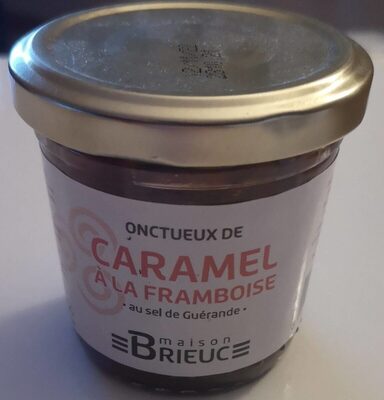 ONCTUEUX DE
CARAMEL
À LA FRAMBOISE
• au sel de Guérande •
maison
BRIEUC